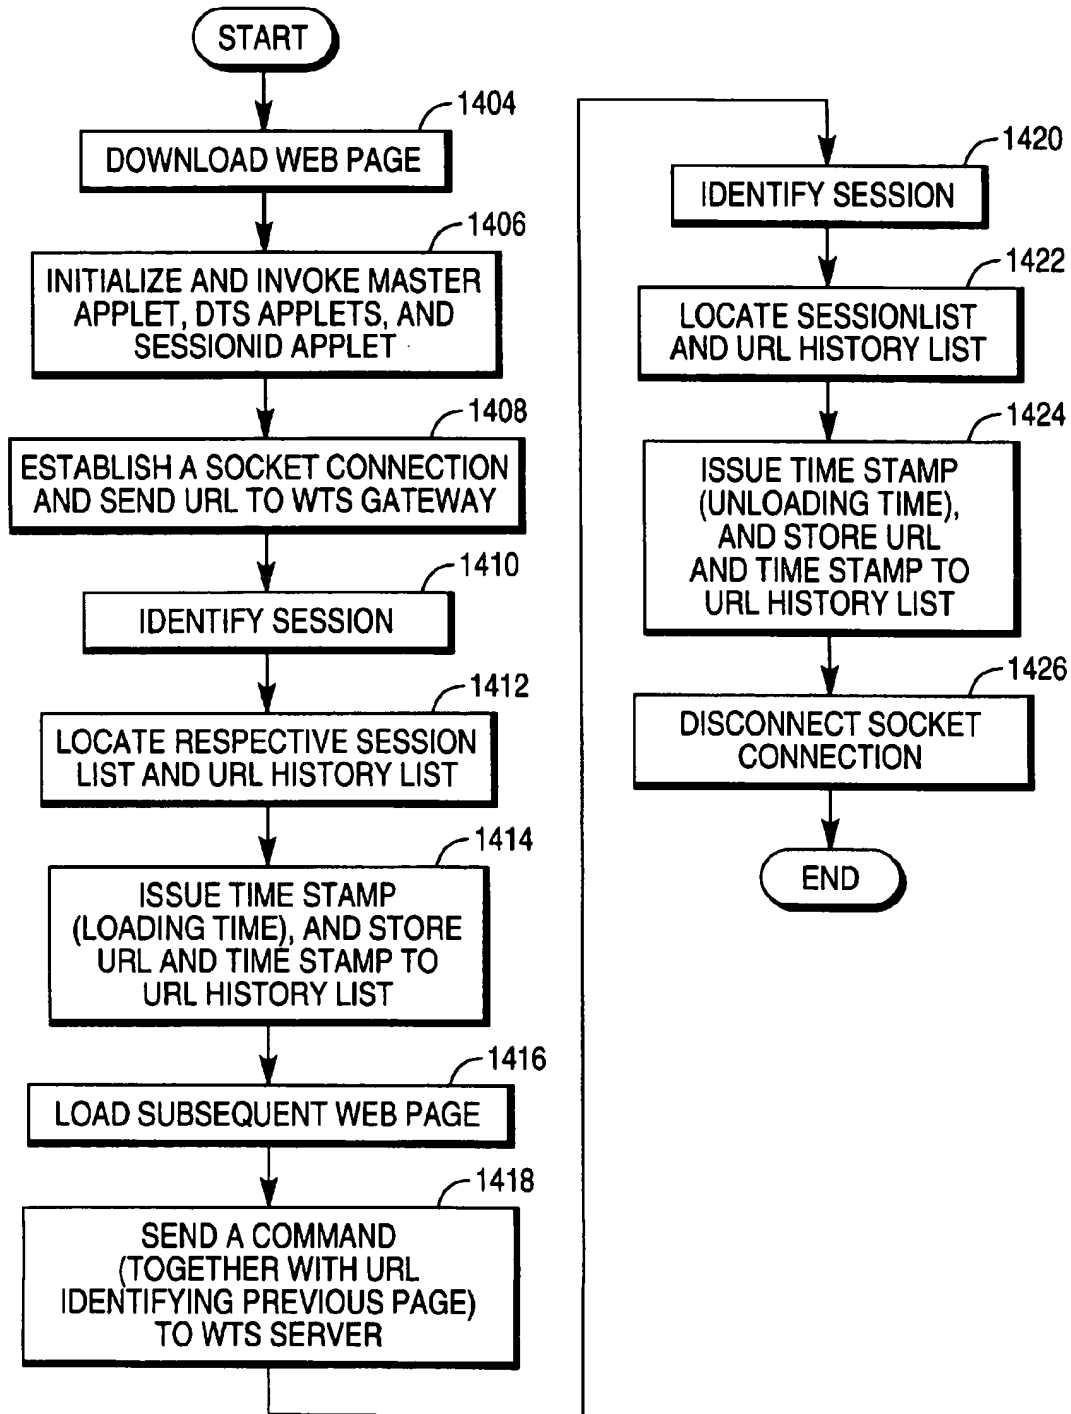 START
1404
DOWNLOAD WEB PAGE
1406
INITIALIZE AND INVOKE MASTER
APPLET, DTS APPLETS, AND
SESSIONID APPLET
1408
ESTABLISH A SOCKET CONNECTION
AND SEND URL TO WTS GATEWAY
1410
IDENTIFY SESSION
1412
LOCATE RESPECTIVE SESSION
LIST AND URL HISTORY LIST
1414
ISSUE TIME STAMP
(LOADING TIME), AND STORE
URL AND TIME STAMP TO
URL HISTORY LIST
1416
LOAD SUBSEQUENT WEB PAGE
1418
SEND A COMMAND
(TOGETHER WITH URL
IDENTIFYING PREVIOUS PAGE)
TO WTS SERVER
1420
IDENTIFY SESSION
1422
LOCATE SESSIONLIST
AND URL HISTORY LIST
1424
ISSUE TIME STAMP
(UNLOADING TIME),
AND STORE URL
AND TIME STAMP TO
URL HISTORY LIST
1426
DISCONNECT SOCKET
CONNECTION
END